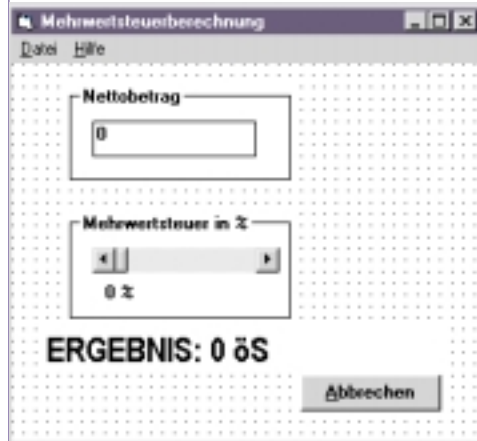 Mehrwertsteuerberechnung
Datei Hilfe
Nettobetrag
0
Mehrwertsteuer in %
0 %
ERGEBNIS: 0 öS
Abbrechen